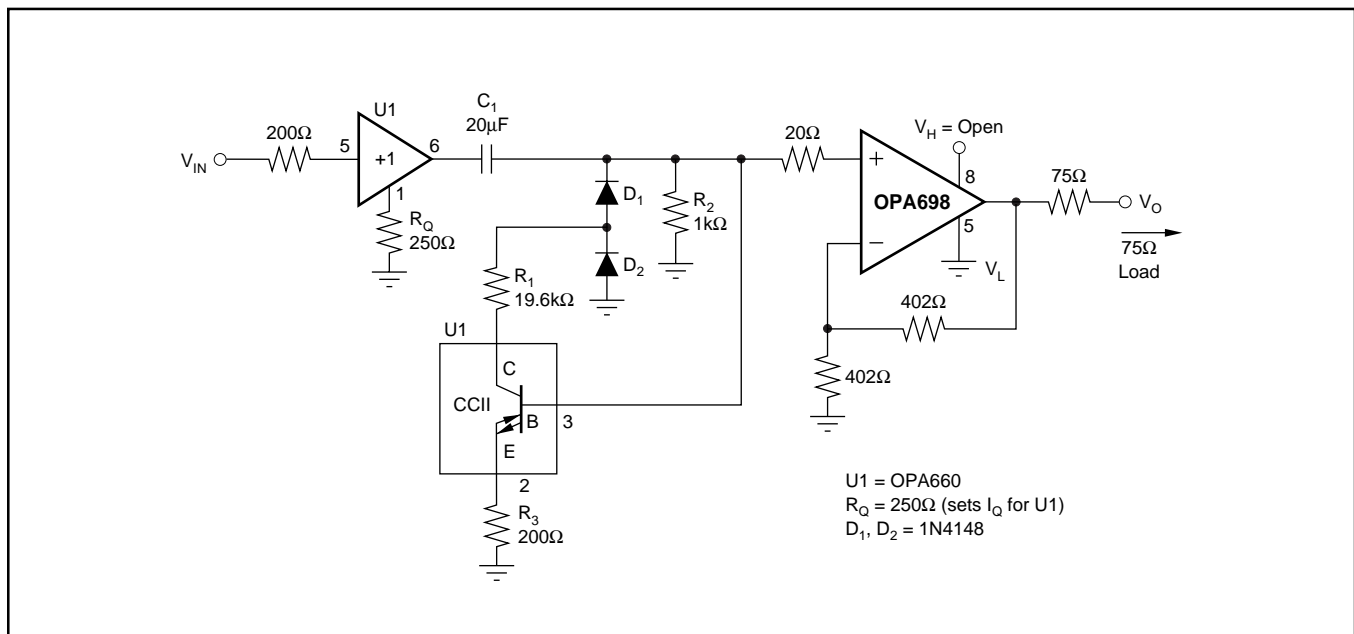 U1
C1
20µF
200Ω
5
+1
6
VIN
1
RQ
250Ω
D1
R2
1kΩ
20Ω
VH = Open
8
+
OPA698
−
5
VL
75Ω
VO
75Ω
Load
D2
R1
19.6kΩ
402Ω
402Ω
U1
C
CCII
B
3
E
2
R3
200Ω
U1 = OPA660
RQ = 250Ω (sets IQ for U1)
D1, D2 = 1N4148